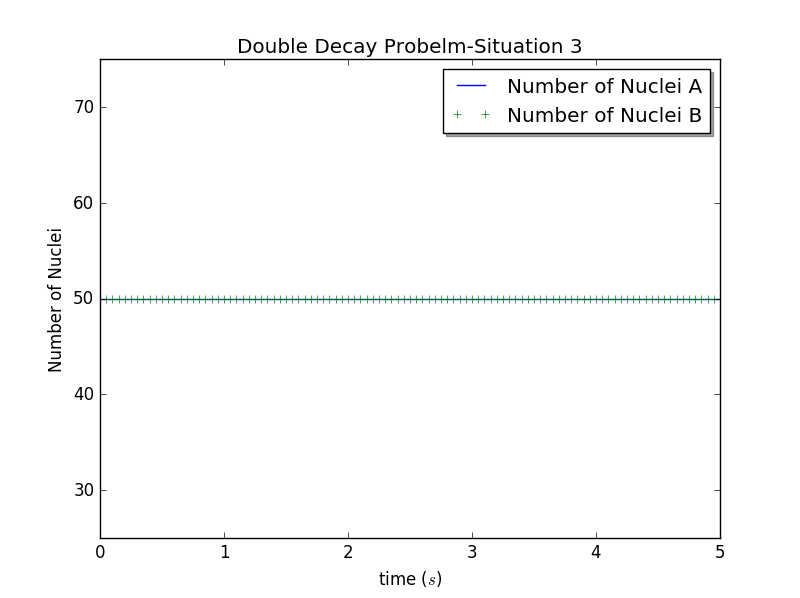 Double Decay Probelm-Situation 3
Number of Nuclei A
Number of Nuclei B
Number of Nuclei
70
60
50
40
30
0 1 2 3 4 5
time (s)